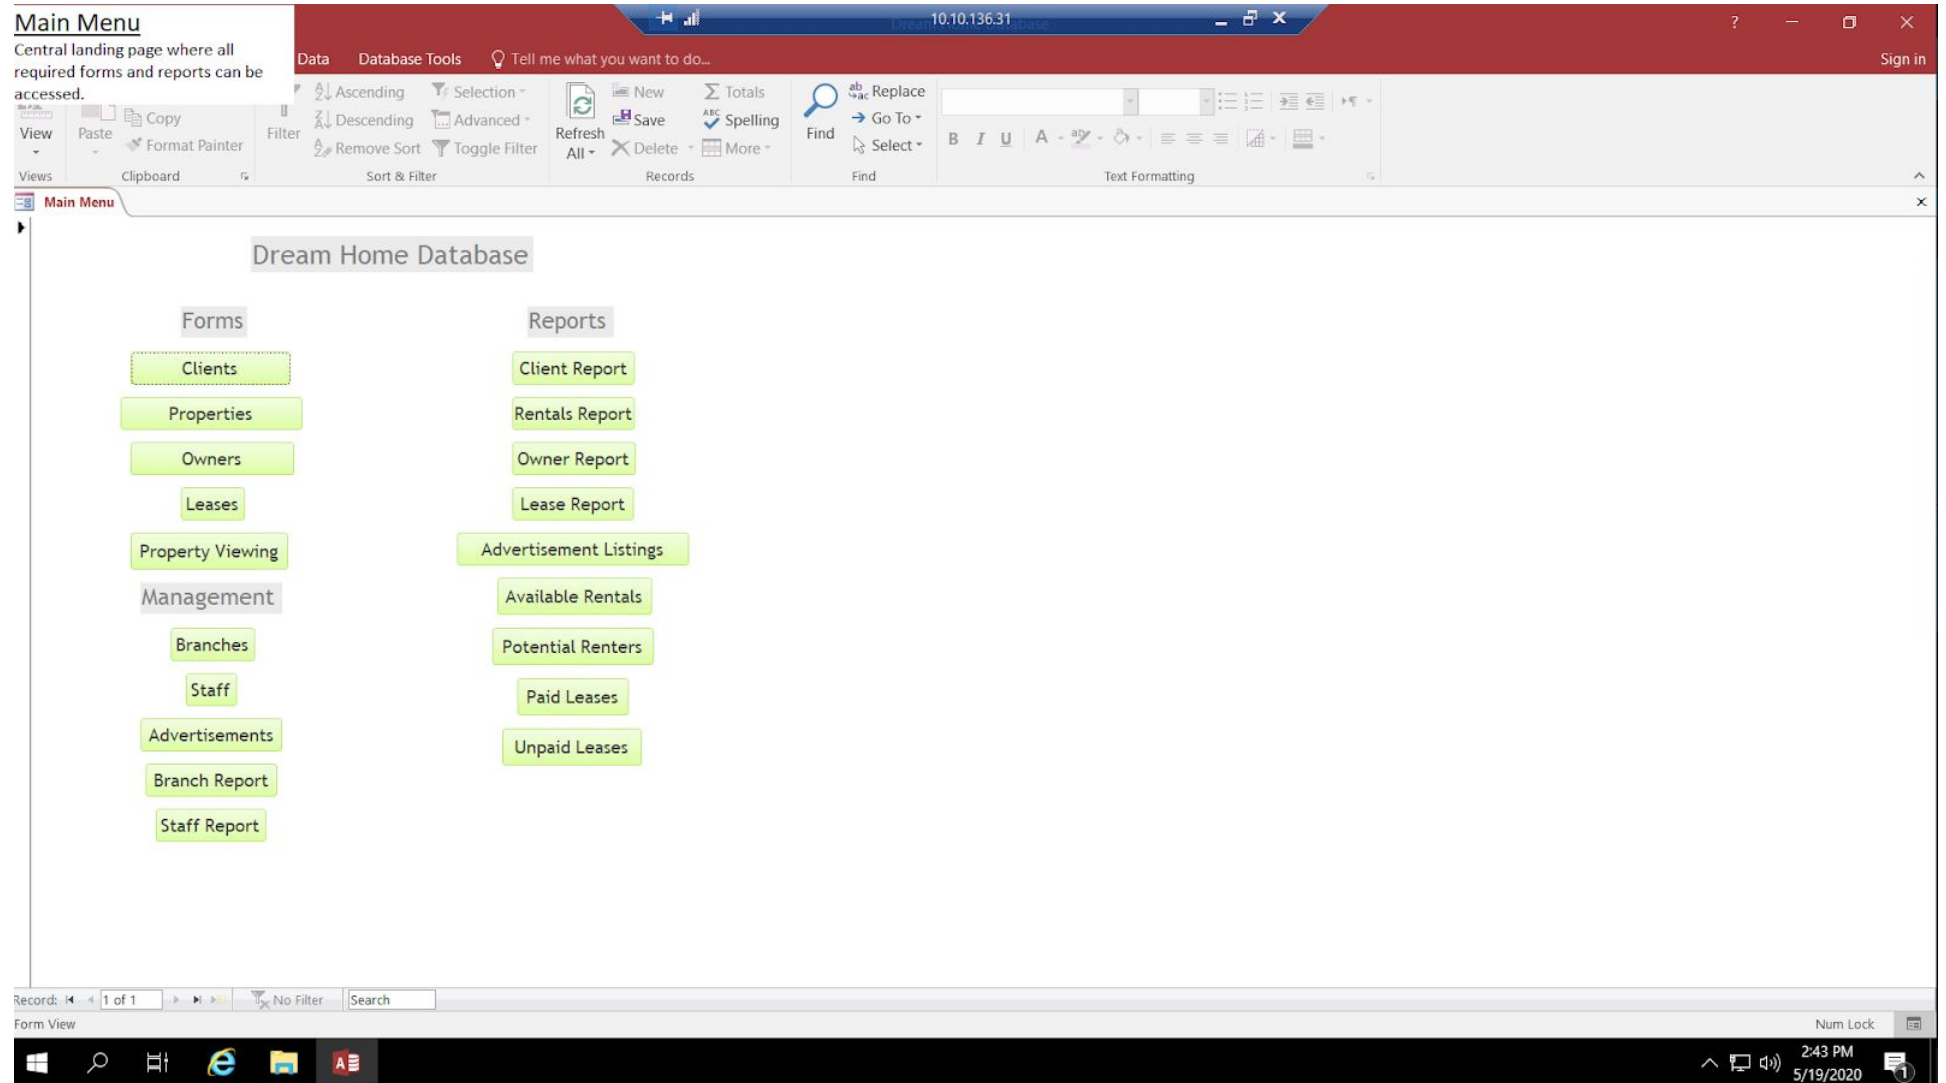 Main Menu
Central landing page where all
required forms and reports can be
accessed.
10.10.136.31
Sign in
Data Database Tools Tell me what you want to do...
View
Paste
Copy
Format Painter
Filter
Ascending
Descending
Remove Sort
Selection
Advanced
Toggle Filter
Refresh
All
New
Save
Delete
Totals
Spelling
More
Find
Replace
Go To
Select
B I U A
Views Clipboard Sort & Filter Records Find Text Formatting
Main Menu
Dream Home Database
Forms
Clients
Properties
Owners
Leases
Property Viewing
Management
Branches
Staff
Advertisements
Branch Report
Staff Report
Reports
Client Report
Rentals Report
Owner Report
Lease Report
Advertisement Listings
Available Rentals
Potential Renters
Paid Leases
Unpaid Leases
Record: 1 of 1 No Filter Search
Form View Num Lock
2:43 PM
5/19/2020